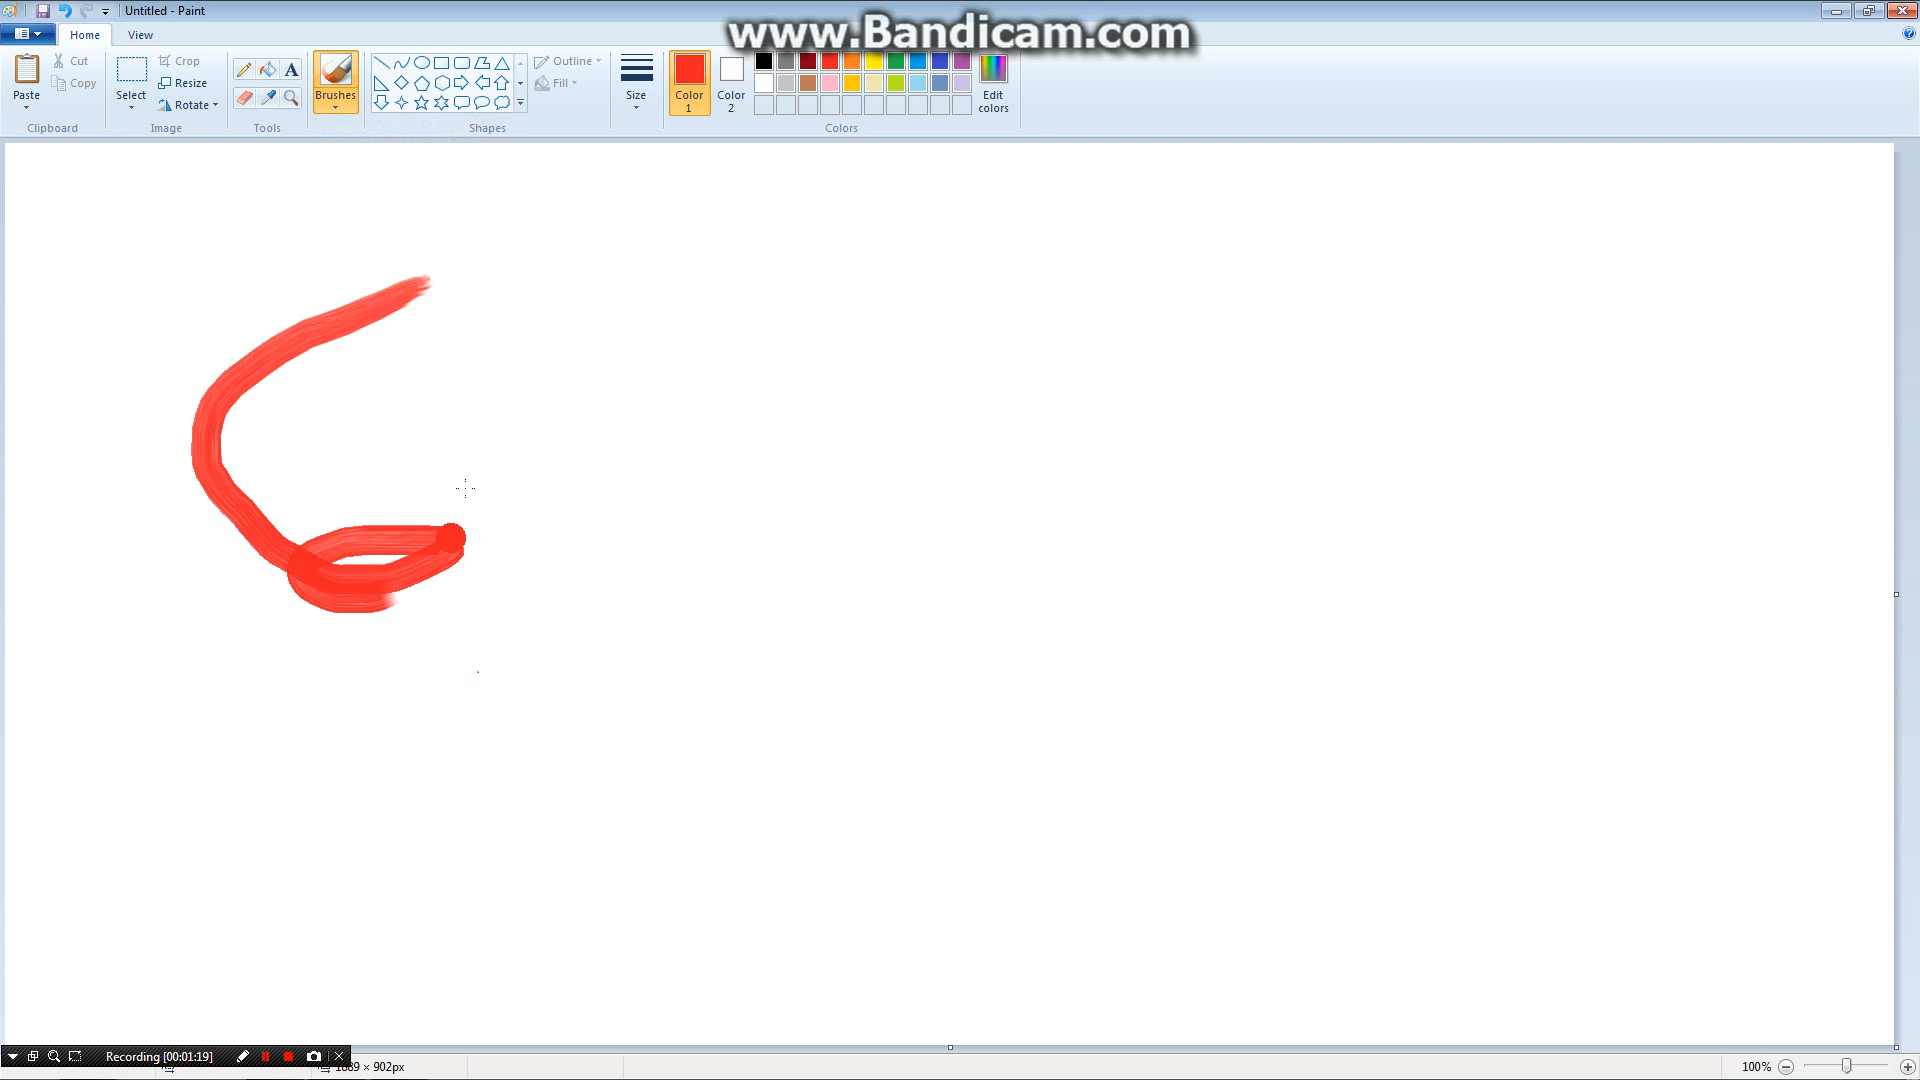 Untitled - Paint
www.Bandicam.com
Home
View
Paste
Cut
Copy
Clipboard
Select
Crop
Resize
Rotate
Image
A
Tools
Brushes
Shapes
Outline
Fill
Size
Color
1
Color
2
Edit
colors
Colors
Recording [00:01:19]
1889 × 902px
100%